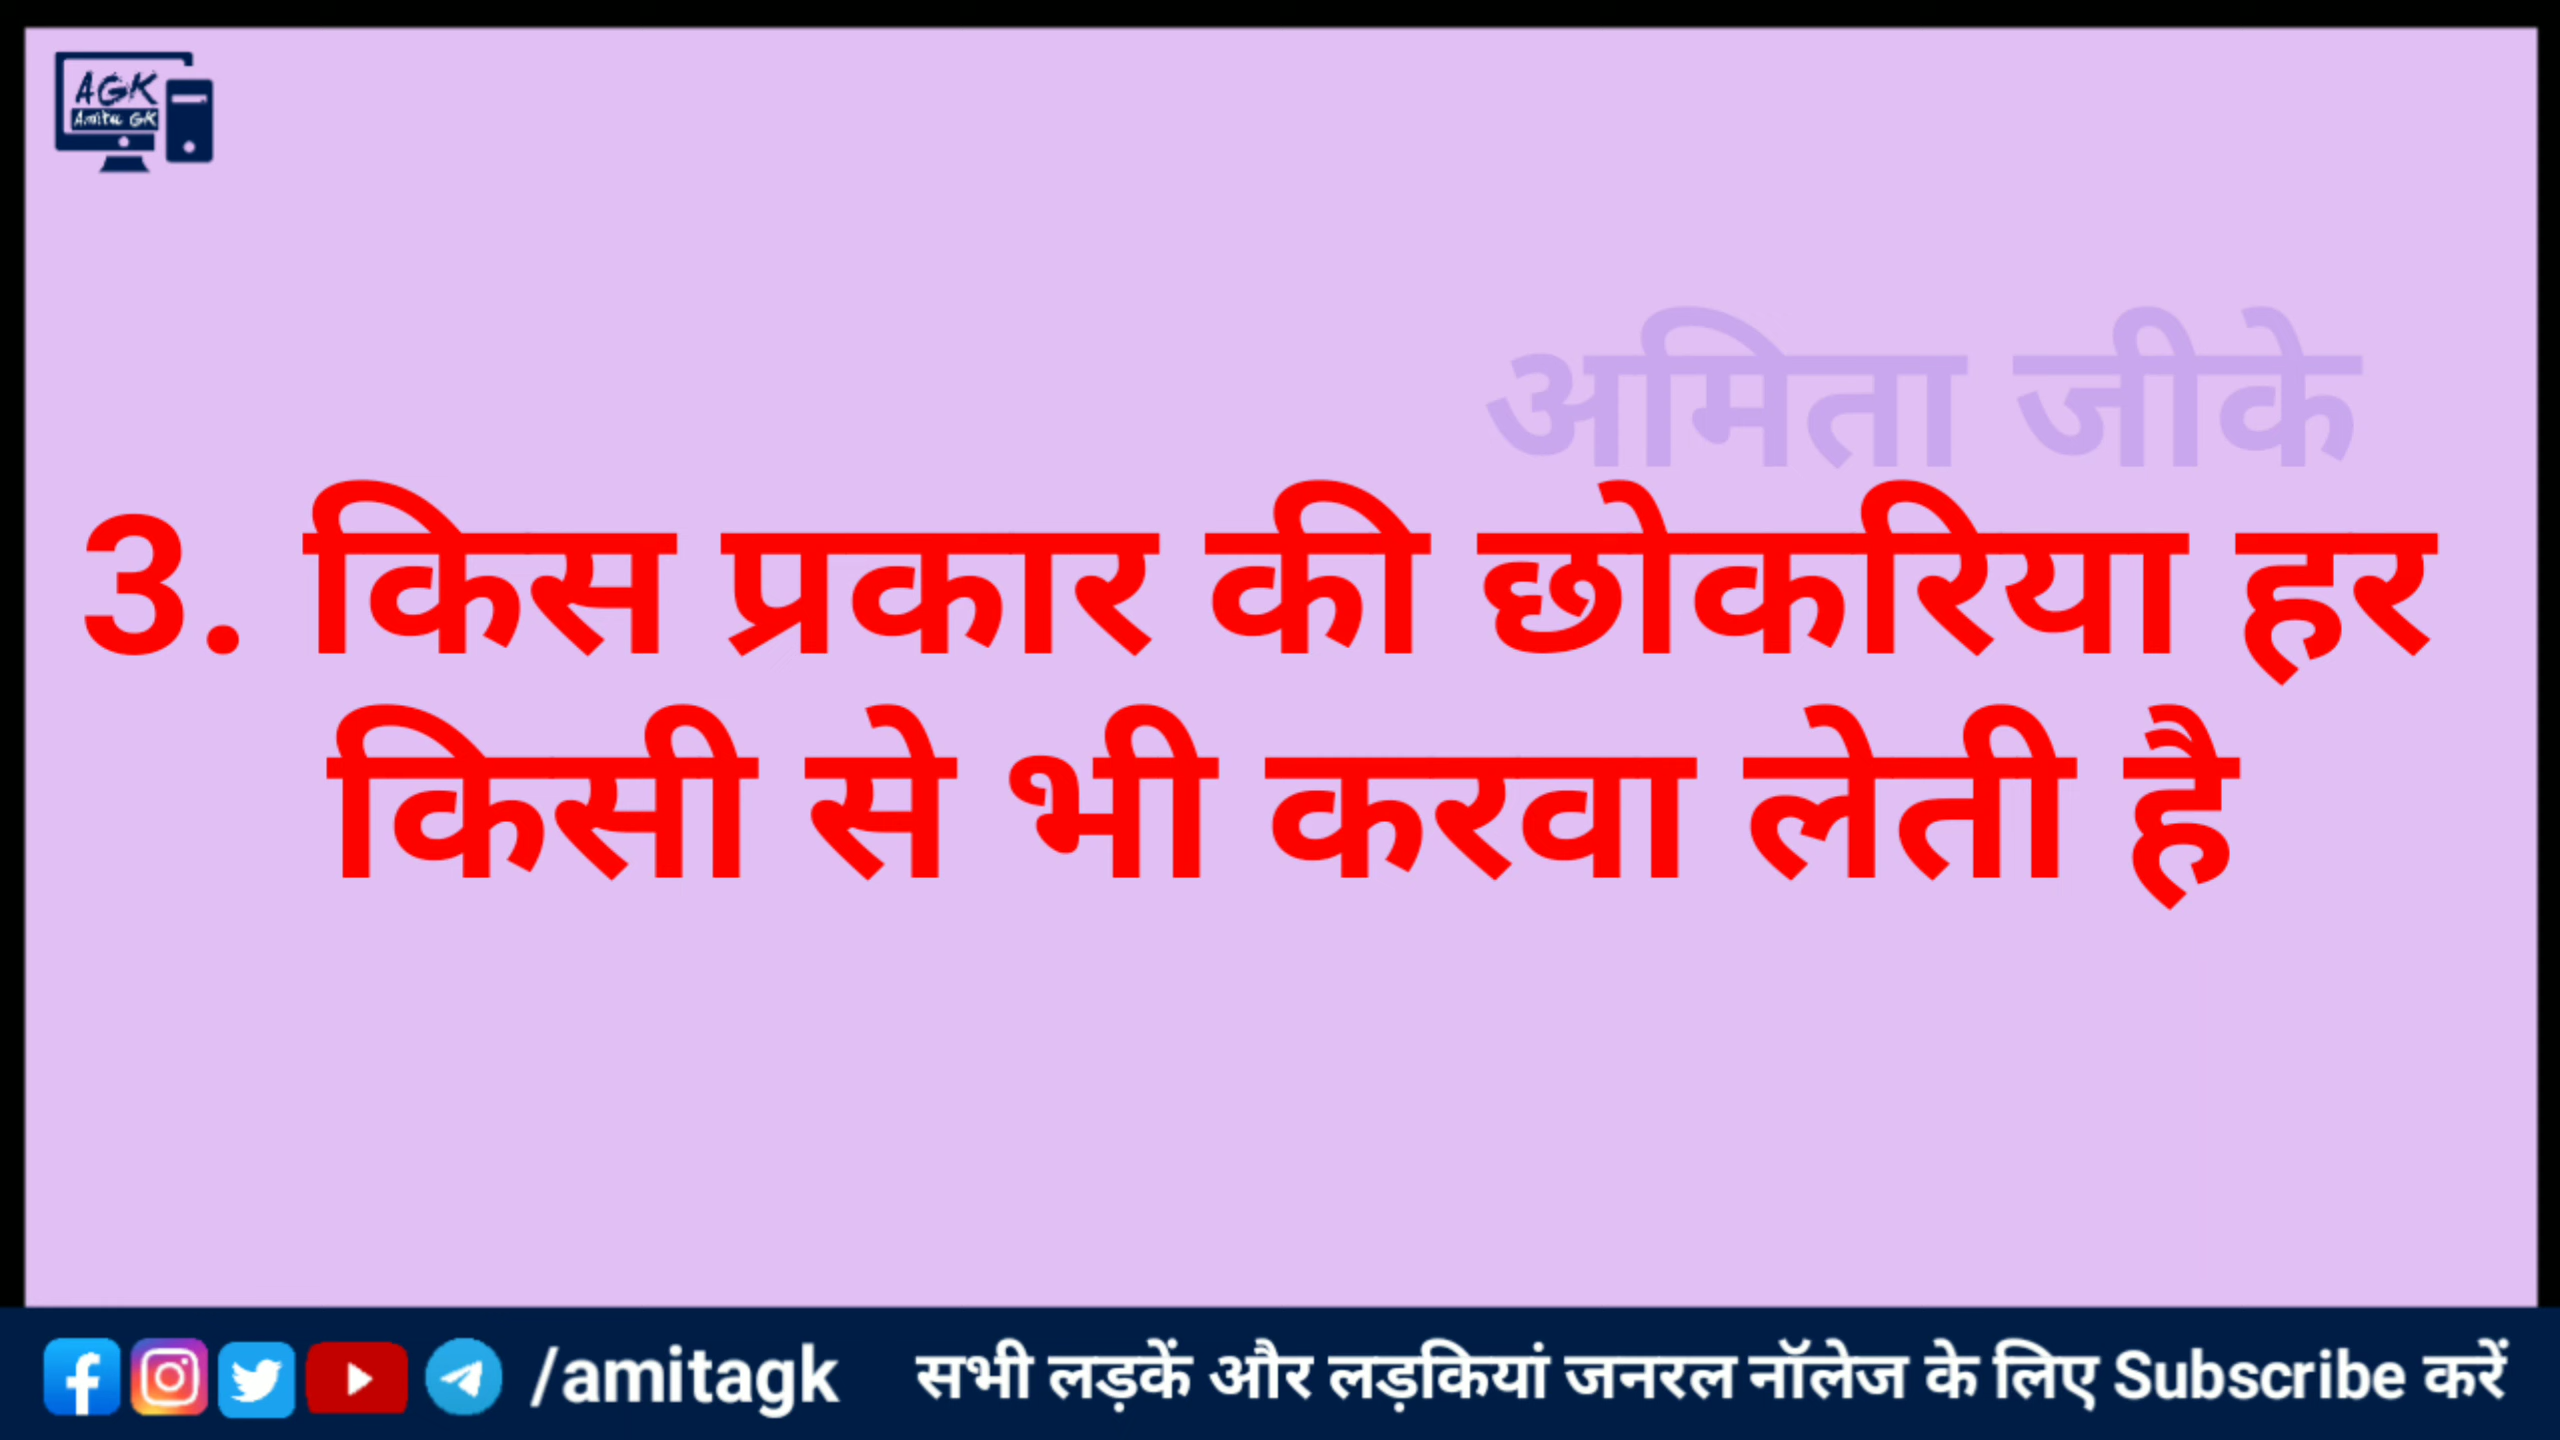 AGK
Amita GK
अमिता जीके
3. किस प्रकार की छोकरिया हर
किसी से भी करवा लेती है
/amitagk सभी लड़कें और लड़कियां जनरल नॉलेज के लिए Subscribe करें